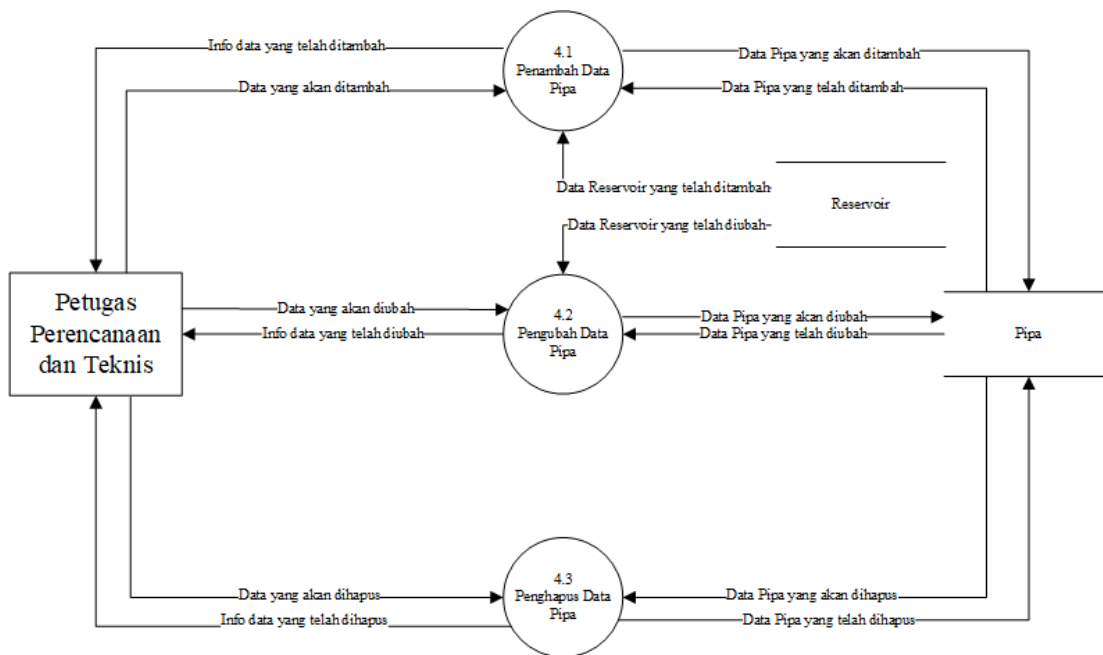 4.1
Penambah Data
Pipa
Info data yang telah ditambah
Data Pipa yang akan ditambah
Data yang akan ditambah
Data Pipa yang telah ditambah
Data Reservoir yang telah ditambah
Reservoir
Data Reservoir yang telah diubah
Petugas
Perencanaan
dan Teknis
Data yang akan diubah
Info data yang telah diubah
4.2
Pengubah Data
Pipa
Data Pipa yang akan diubah
Data Pipa yang telah diubah
Pipa
4.3
Penghapus Data
Pipa
Data yang akan dihapus
Info data yang telah dihapus
Data Pipa yang akan dihapus
Data Pipa yang telah dihapus